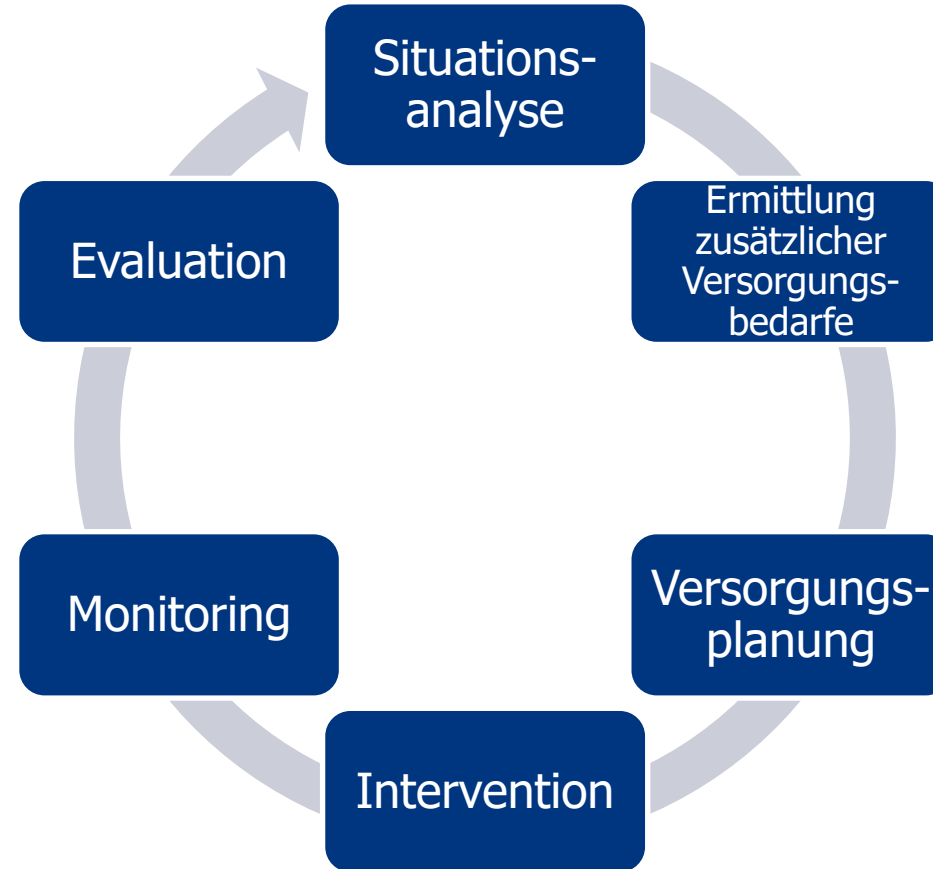 Situations-
analyse
Ermittlung
zusätzlicher
Versorgungs-
bedarfe
Versorgungs-
planung
Intervention
Monitoring
Evaluation